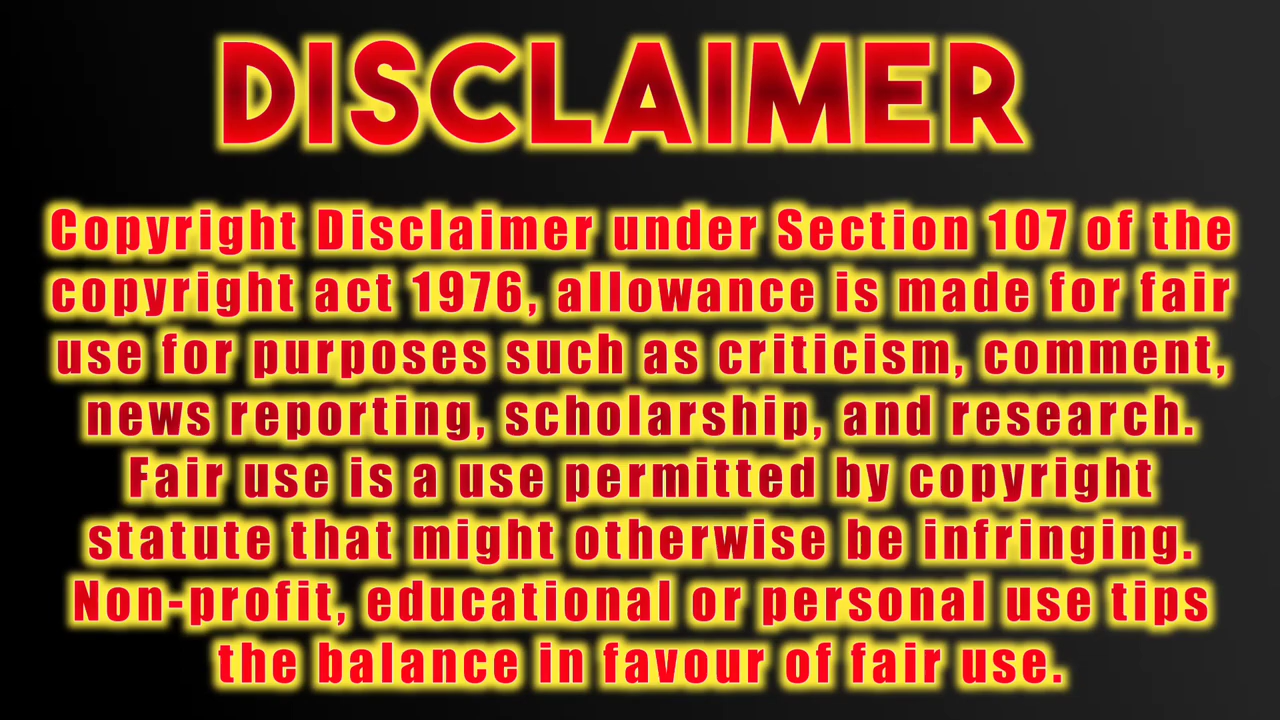 DISCLAIMER
Copyright Disclaimer under Section 107 of the
copyright act 1976, allowance is made for fair
use for purposes such as criticism, comment,
news reporting, scholarship, and research.
Fair use is a use permitted by copyright
statute that might otherwise be infringing.
Non-profit, educational or personal use tips
the balance in favour of fair use.